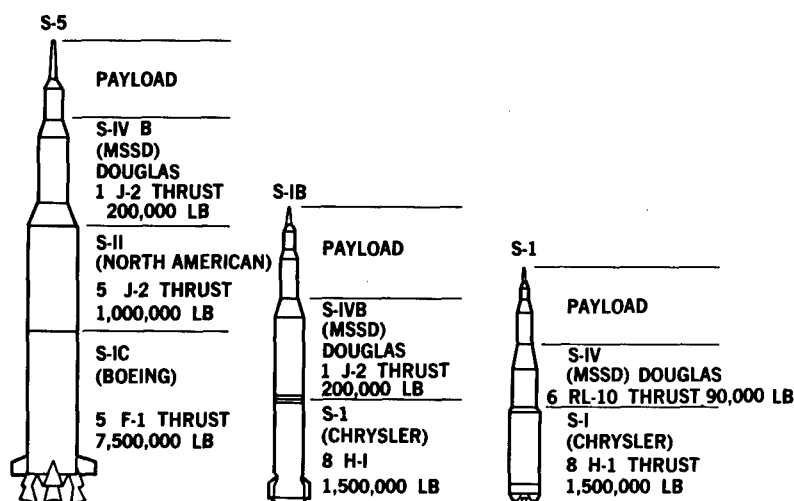 S-5
PAYLOAD
S-IV B
(MSSD)
DOUGLAS
1 J-2 THRUST
200,000 LB
S-II
(NORTH AMERICAN)
5 J-2 THRUST
1,000,000 LB
S-IC
(BOEING)
5 F-1 THRUST
7,500,000 LB
S-IB
PAYLOAD
S-IVB
(MSSD)
DOUGLAS
1 J-2 THRUST
200,000 LB
S-1
(CHRYSLER)
8 H-I
1,500,000 LB
S-1
PAYLOAD
S-IV
(MSSD) DOUGLAS
6 RL-10 THRUST 90,000 LB
S-I
(CHRYSLER)
8 H-1 THRUST
1,500,000 LB